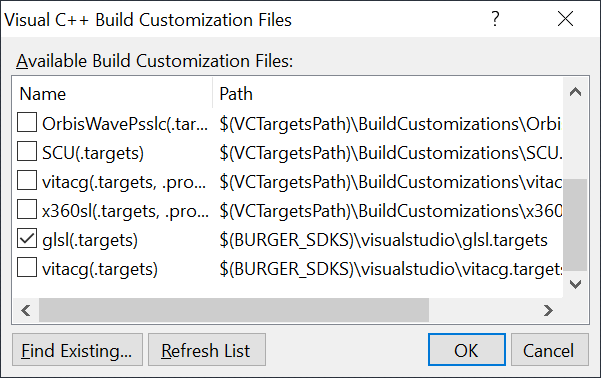 Visual C++ Build Customization Files
Available Build Customization Files:
Name Path
OrbisWavePsslc(.tar... $(VCTargetsPath)\BuildCustomizations\Orbi
SCU(.targets) $(VCTargetsPath)\BuildCustomizations\SCU.
vitacg(.targets, .pro... $(VCTargetsPath)\BuildCustomizations\vitac
x360sl(.targets, .pro... $(VCTargetsPath)\BuildCustomizations\x360
glsl(.targets) $(BURGER_SDKS)\visualstudio\glsl.targets
vitacg(.targets) $(BURGER_SDKS)\visualstudio\vitacg.targets
Find Existing... Refresh List OK Cancel